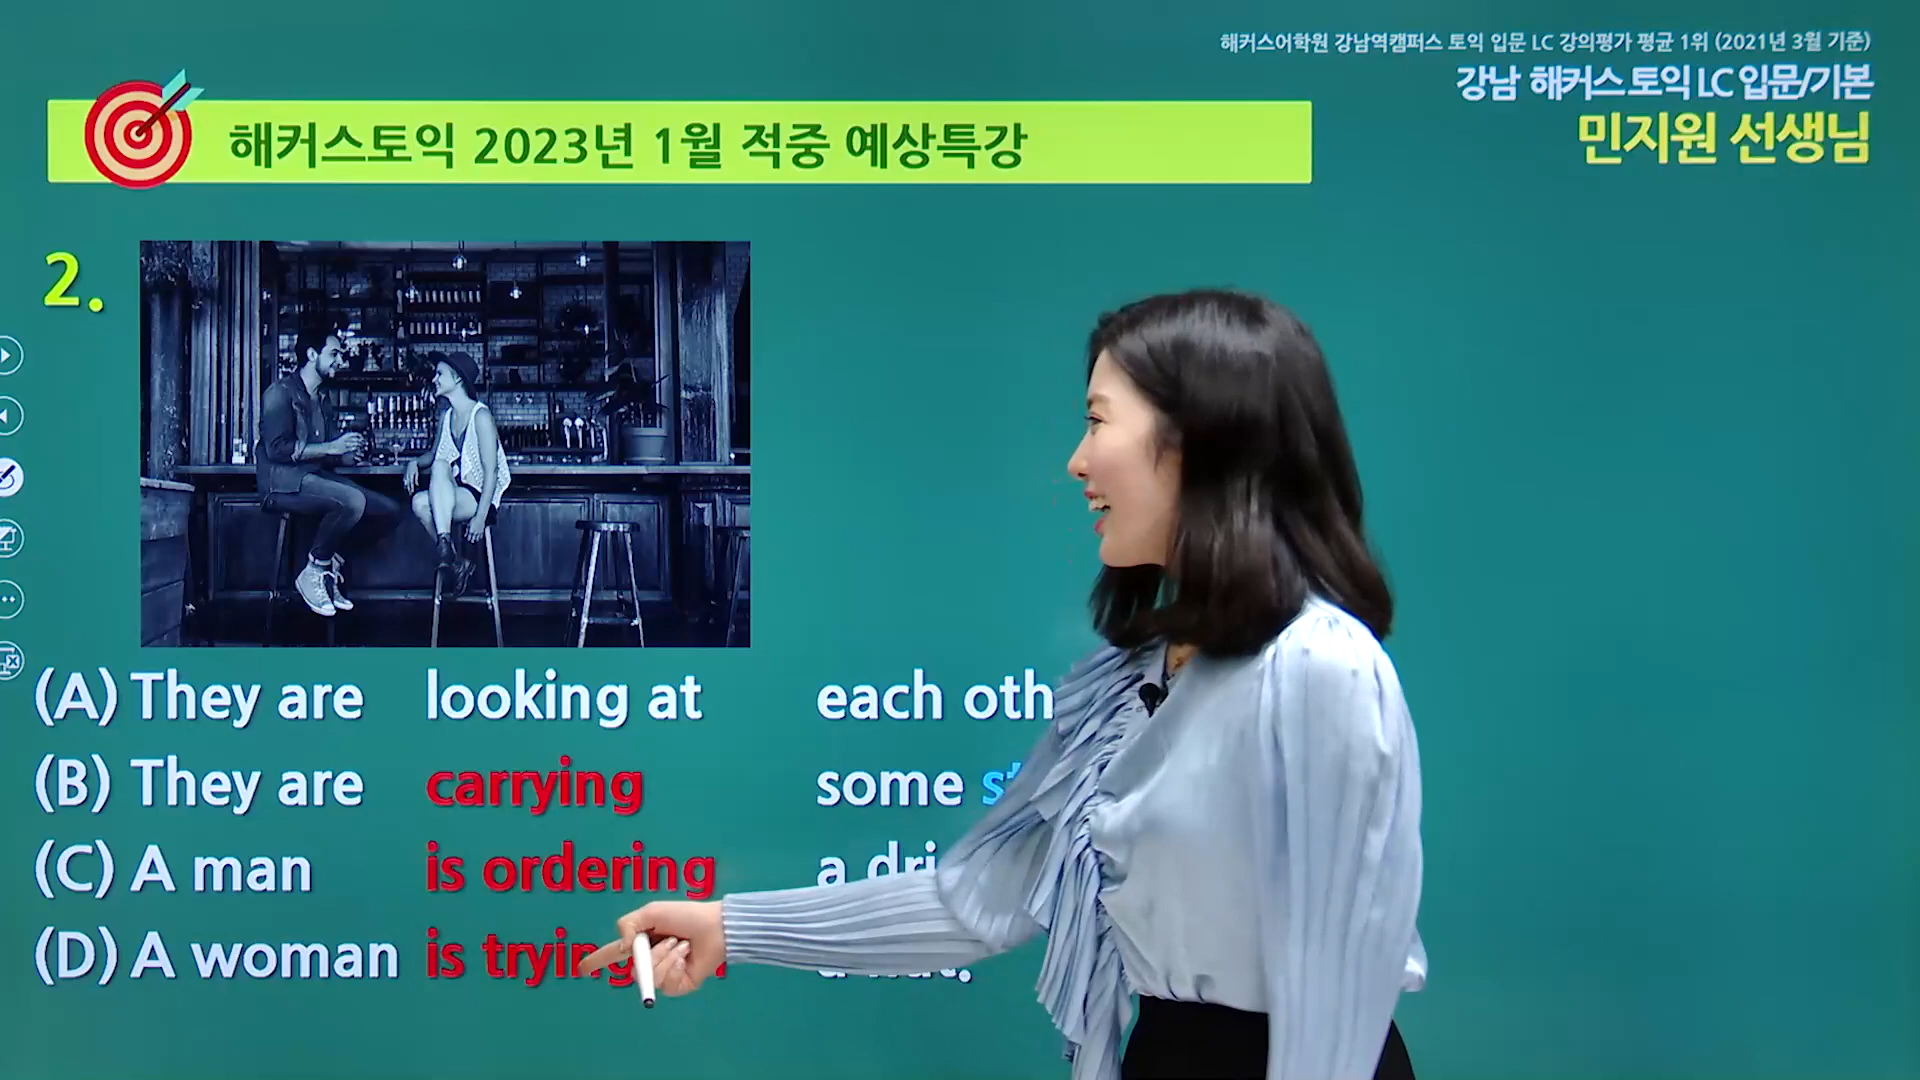 해커스어학원 강남역캠퍼스 토익 입문 LC 강의평가 평균 1위 (2021년 3월 기준)
강남 해커스 토익 LC 입문/기본
민지원 선생님
해커스토익 2023년 1월 적중 예상특강
2.
(A) They are looking at each oth
(B) They are carrying some
(C) A man is ordering a
(D) A woman is trying